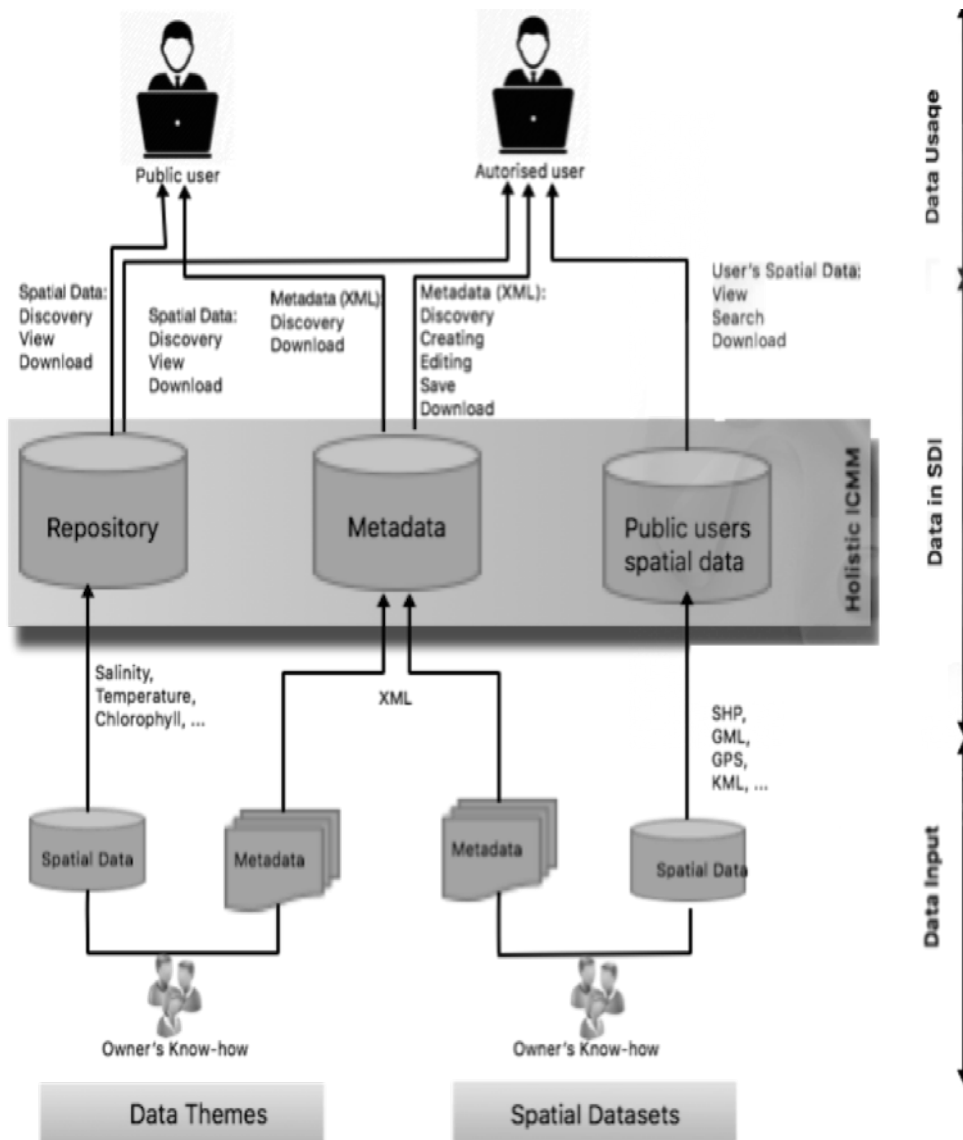 Public user
Autorised user
Data Usage
Spatial Data:
Discovery
View
Download
Spatial Data:
Discovery
View
Download
Metadata (XML)
Discovery
Download
Metadata (XML):
Discovery
Creating
Editing
Save
Download
User's Spatial Data:
View
Search
Download
Repository
Metadata
Public users
spatial data
Holistic ICMM
Data in SDI
Salinity,
Temperature,
Chlorophyll, ...
XML
SHP,
GML,
GPS,
KML, ...
Spatial Data
Metadata
Metadata
Spatial Data
Data Input
Owner's Know-how
Owner's Know-how
Data Themes
Spatial Datasets